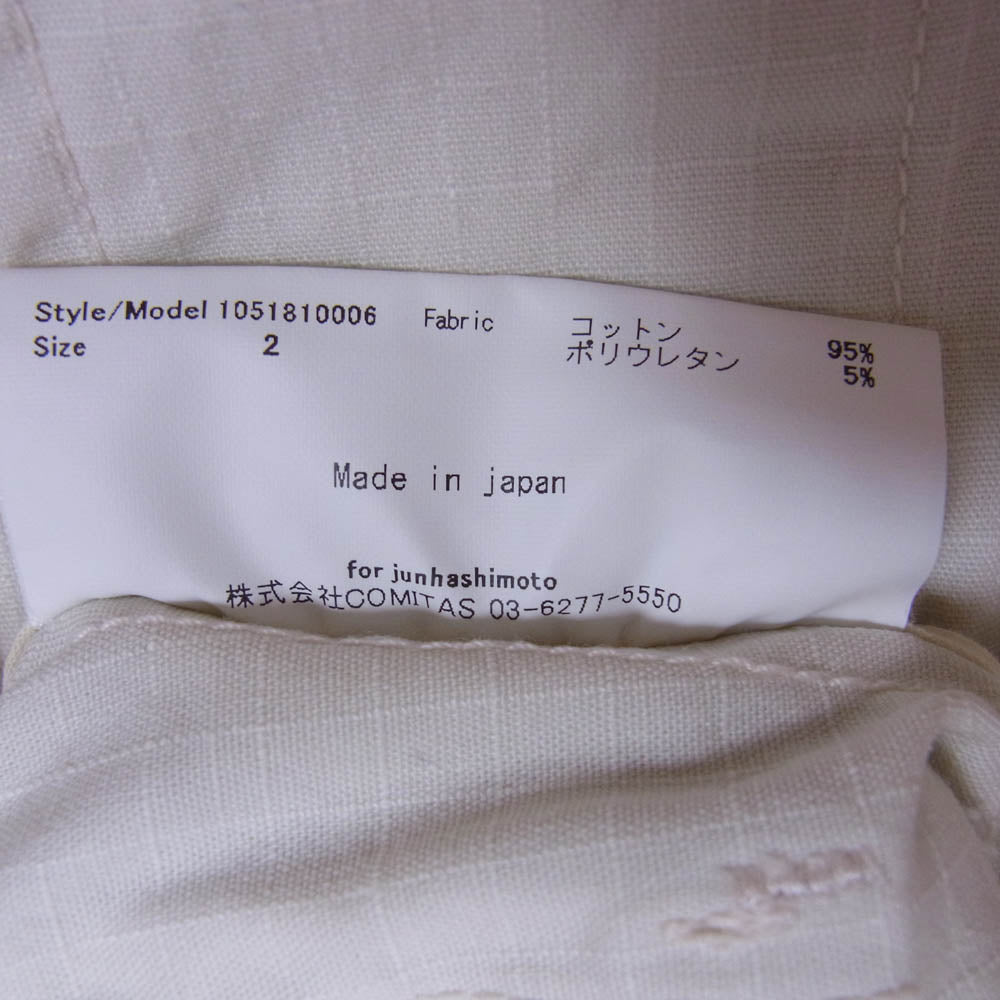 Style/Model 1051810006 Fabric コットン 95%
Size 2 ポリウレタン 5%
Made in japan
for junhashimoto
株式会社COMITAS 03-6277-5550